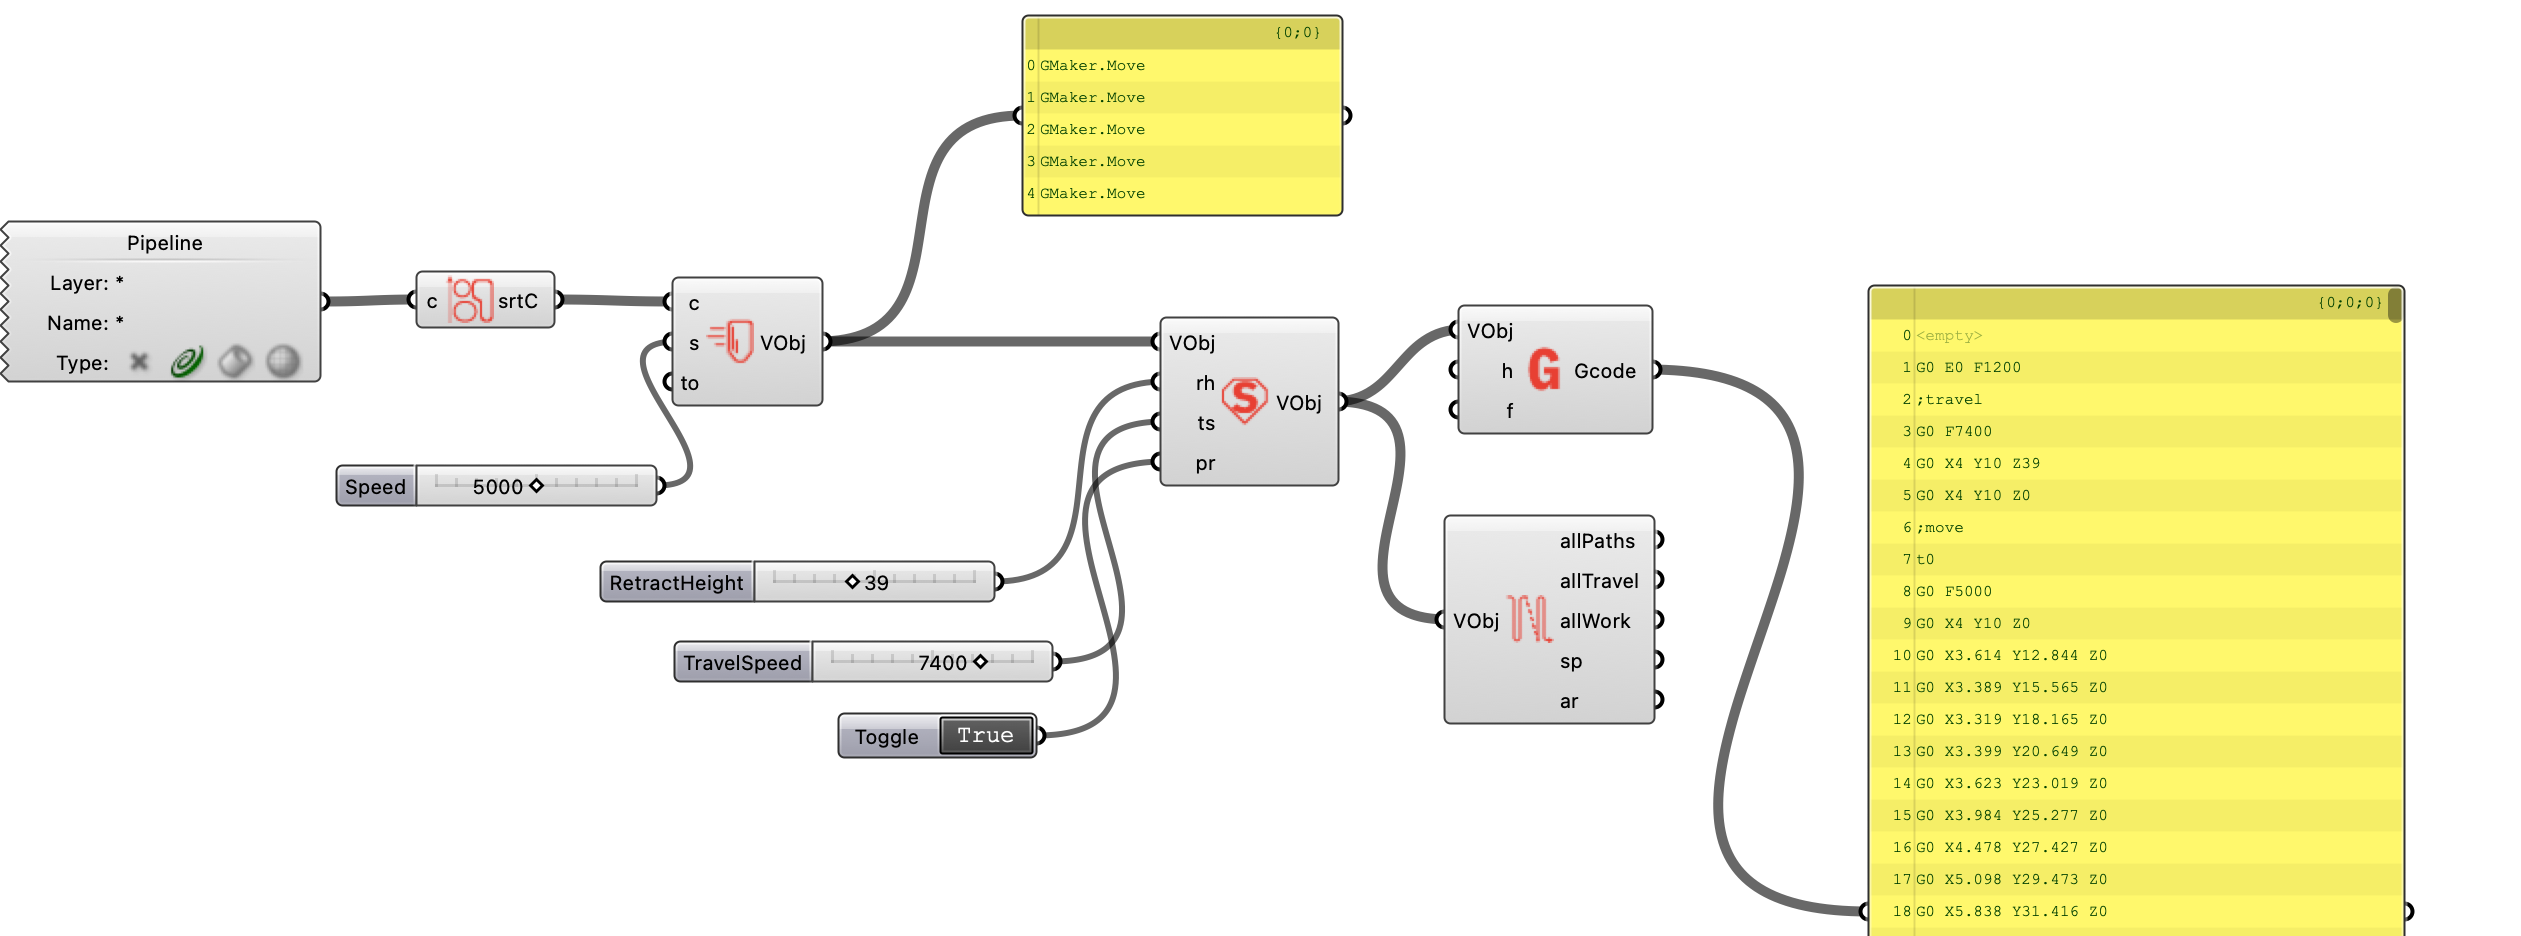 {0;0}
0 GMaker.Move
1 GMaker.Move
2 GMaker.Move
3 GMaker.Move
4 GMaker.Move
Pipeline
Layer: *
Name: *
Type:
c srtC
c
s VObj
to
Speed 5000
RetractHeight 39
TravelSpeed 7400
Toggle True
VObj
rh
ts VObj
pr
S
VObj
h G Gcode
f
allPaths
allTravel
VObj allWork
sp
ar
{0;0;0}
0 <empty>
1 G0 E0 F1200
2 ;travel
3 G0 F7400
4 G0 X4 Y10 Z39
5 G0 X4 Y10 Z0
6 ;move
7 t0
8 G0 F5000
9 G0 X4 Y10 Z0
10 G0 X3.614 Y12.844 Z0
11 G0 X3.389 Y15.565 Z0
12 G0 X3.319 Y18.165 Z0
13 G0 X3.399 Y20.649 Z0
14 G0 X3.623 Y23.019 Z0
15 G0 X3.984 Y25.277 Z0
16 G0 X4.478 Y27.427 Z0
17 G0 X5.098 Y29.473 Z0
18 G0 X5.838 Y31.416 Z0